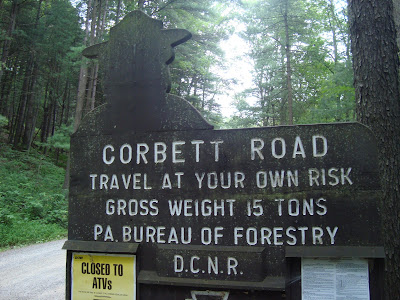 CORBETT ROAD
TRAVEL AT YOUR OWN RISK
GROSS WEIGHT 15 TONS
PA. BUREAU OF FORESTRY
D.C.N.R.
CLOSED TO
ATVs